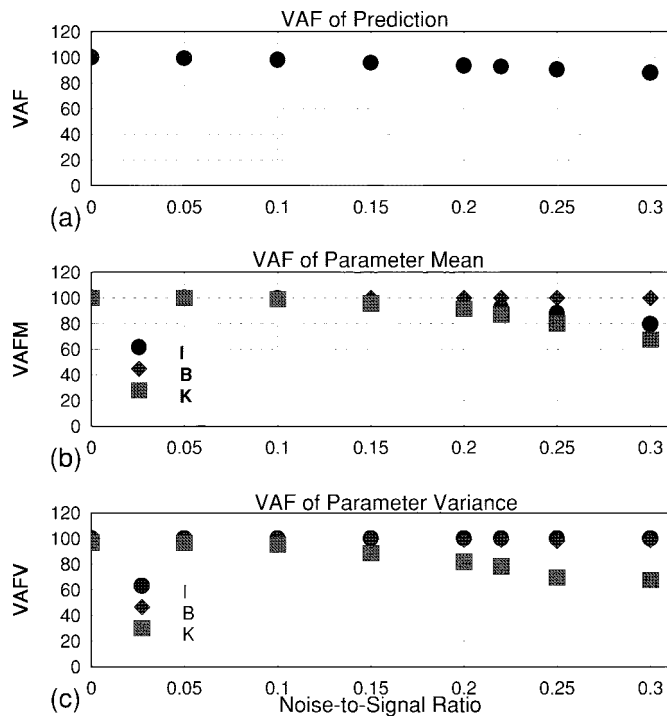 VAF of Prediction
120
100
80
60
40
20
0
VAF
0 0.05 0.1 0.15 0.2 0.25 0.3
(a)
VAF of Parameter Mean
120
100
80
60
40
20
0
VAFM
I
B
K
0 0.05 0.1 0.15 0.2 0.25 0.3
(b)
VAF of Parameter Variance
120
100
80
60
40
20
0
VAFV
I
B
K
0 0.05 0.1 0.15 0.2 0.25 0.3
(c)
Noise-to-Signal Ratio